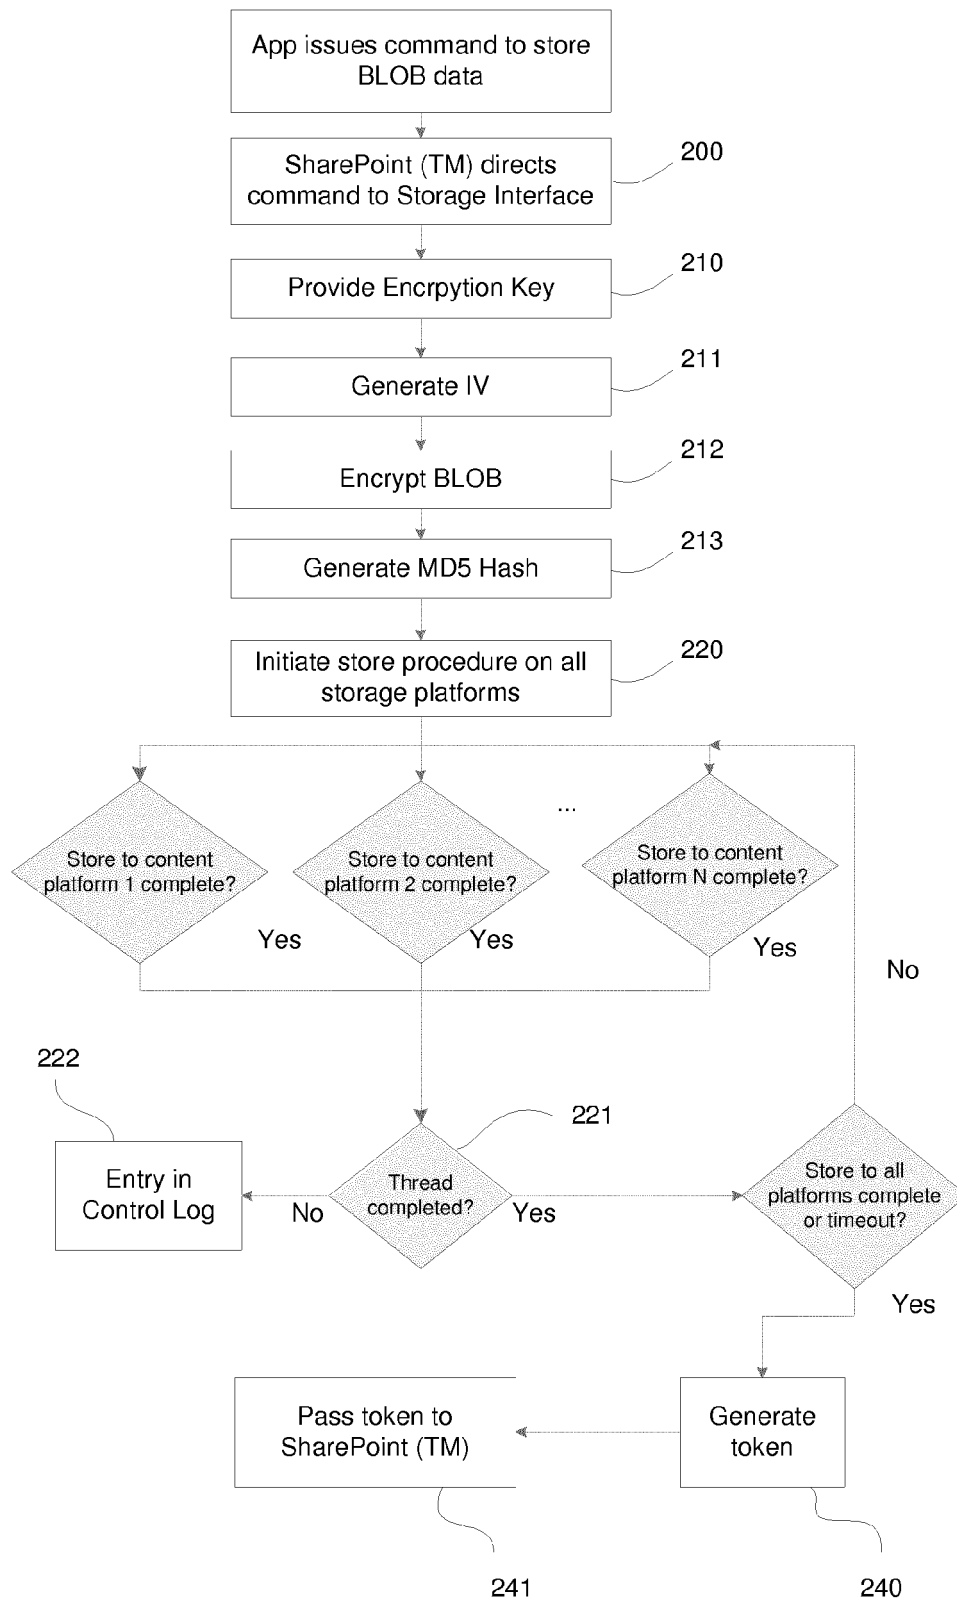 App issues command to store
BLOB data
SharePoint (TM) directs
command to Storage Interface
200
Provide Encrpytion Key
210
Generate IV
211
Encrypt BLOB
212
Generate MD5 Hash
213
Initiate store procedure on all
storage platforms
220
Store to content
platform 1 complete?
Yes
Store to content
platform 2 complete?
Yes
...
Store to content
platform N complete?
Yes
No
222
Entry in
Control Log
No
221
Thread
completed?
Yes
Store to all
platforms complete
or timeout?
Yes
Pass token to
SharePoint (TM)
Generate
token
241
240